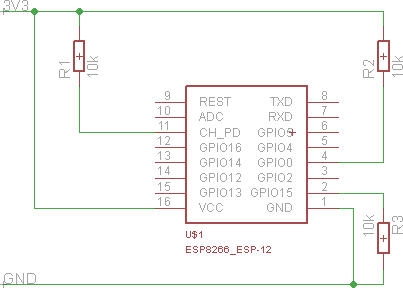 3V3
R1
10k
R2
10k
9 REST TXD 8
10 ADC RXD 7
11 CH_PD GPIO5 6
12 GPIO16 GPIO4 5
13 GPIO14 GPIO0 4
14 GPIO12 GPIO2 3
15 GPIO13 GPIO15 2
16 VCC GND 1
10k
R3
U$1
ESP8266_ESP-12
GND